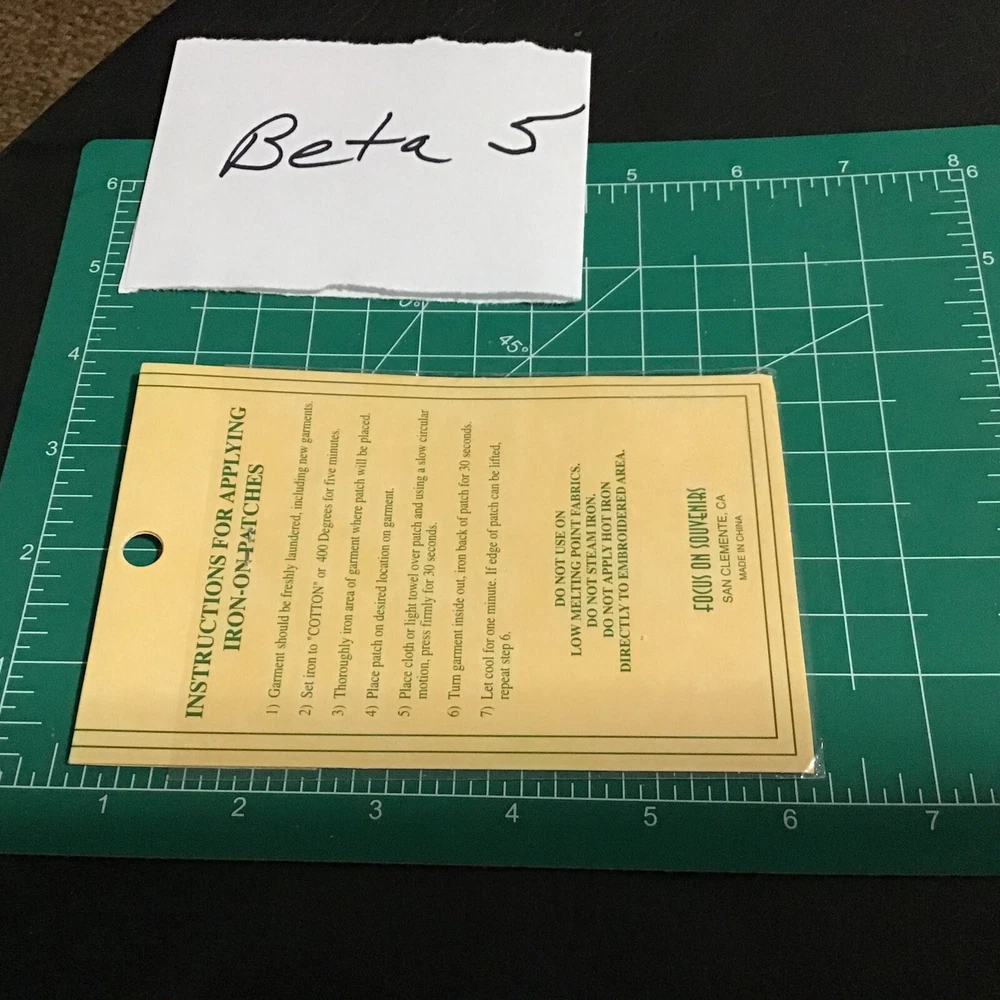 Beta 5
6
5
6
7
8
6
5
5
4
3
2
1
45°
INSTRUCTIONS FOR APPLYING
IRON-ON-PATCHES
1) Garment should be freshly laundered, including new garments.
2) Set iron to "COTTON" or 400 Degrees for five minutes.
3) Thoroughly iron area of garment where patch will be placed.
4) Place patch on desired location on garment.
5) Place cloth or light towel over patch and using a slow circular
motion, press firmly for 30 seconds.
6) Turn garment inside out, iron back of patch for 30 seconds.
7) Let cool for one minute. If edge of patch can be lifted,
repeat step 6.
DO NOT USE ON
LOW MELTING POINT FABRICS.
DO NOT STEAM IRON.
DO NOT APPLY HOT IRON
DIRECTLY TO EMBROIDERED AREA.
FOCUS ON SOUVENIRS
SAN CLEMENTE, CA
MADE IN CHINA
1
2
3
4
5
6
7